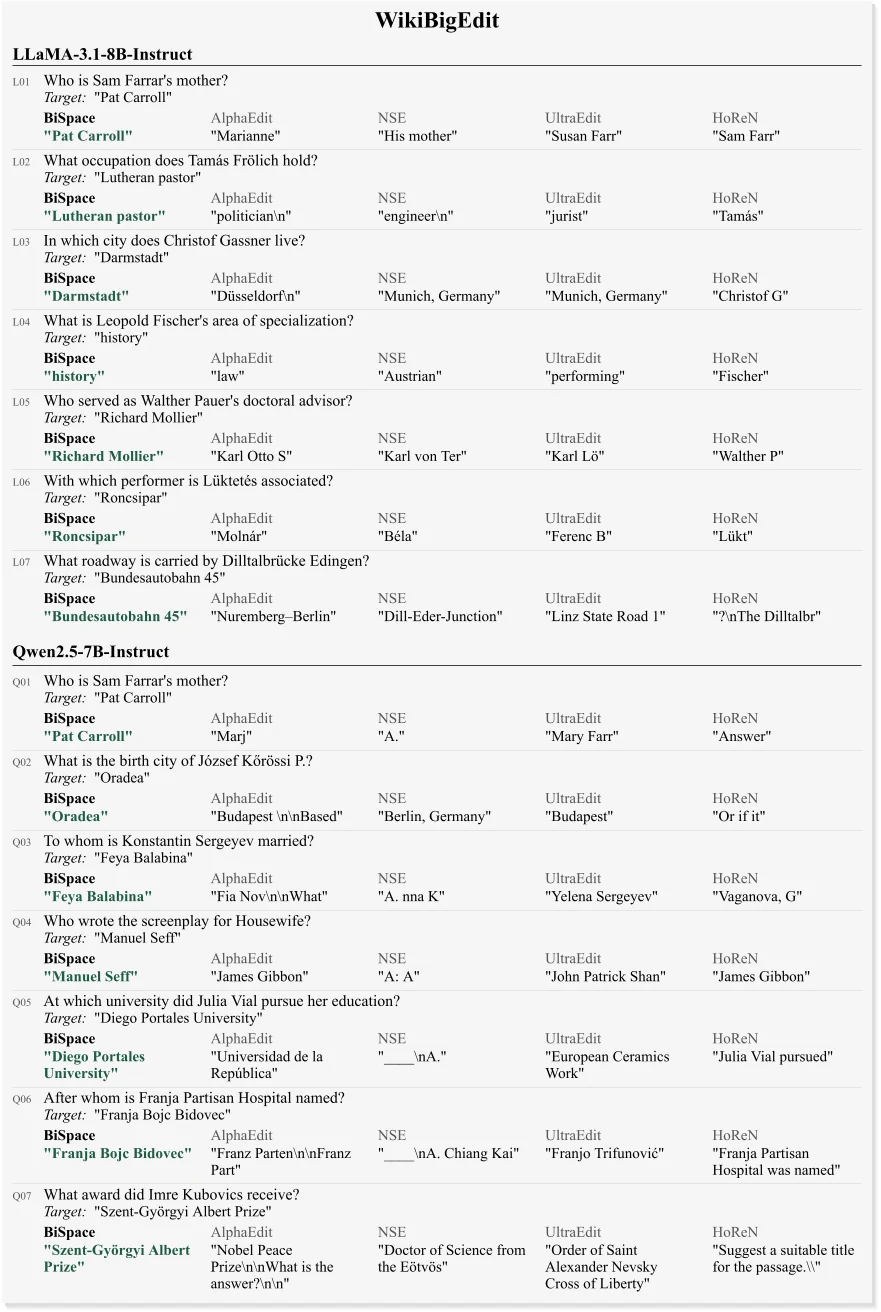 WikiBigEdit
LLaMA-3.1-8B-Instruct
L01 Who is Sam Farrar's mother?
Target: "Pat Carroll"
BiSpace AlphaEdit NSE UltraEdit HoReN
"Pat Carroll" "Marianne" "His mother" "Susan Farr" "Sam Farr"
L02 What occupation does Tamás Frölich hold?
Target: "Lutheran pastor"
BiSpace AlphaEdit NSE UltraEdit HoReN
"Lutheran pastor" "politician\n" "engineer\n" "jurist" "Tamás"
L03 In which city does Christof Gassner live?
Target: "Darmstadt"
BiSpace AlphaEdit NSE UltraEdit HoReN
"Darmstadt" "Düsseldorf\n" "Munich, Germany" "Munich, Germany" "Christof G"
L04 What is Leopold Fischer's area of specialization?
Target: "history"
BiSpace AlphaEdit NSE UltraEdit HoReN
"history" "law" "Austrian" "performing" "Fischer"
L05 Who served as Walther Pauer's doctoral advisor?
Target: "Richard Mollier"
BiSpace AlphaEdit NSE UltraEdit HoReN
"Richard Mollier" "Karl Otto S" "Karl von Ter" "Karl Lö" "Walther P"
L06 With which performer is Lüktetés associated?
Target: "Roncsipar"
BiSpace AlphaEdit NSE UltraEdit HoReN
"Roncsipar" "Molnár" "Béla" "Ferenc B" "Lükt"
L07 What roadway is carried by Dilltalbrücke Edingen?
Target: "Bundesautobahn 45"
BiSpace AlphaEdit NSE UltraEdit HoReN
"Bundesautobahn 45" "Nuremberg–Berlin" "Dill-Eder-Junction" "Linz State Road 1" "?\nThe Dilltalbr"
Qwen2.5-7B-Instruct
Q01 Who is Sam Farrar's mother?
Target: "Pat Carroll"
BiSpace AlphaEdit NSE UltraEdit HoReN
"Pat Carroll" "Marj" "A." "Mary Farr" "Answer"
Q02 What is the birth city of József Kőrössi P.?
Target: "Oradea"
BiSpace AlphaEdit NSE UltraEdit HoReN
"Oradea" "Budapest \n\nBased" "Berlin, Germany" "Budapest" "Or if it"
Q03 To whom is Konstantin Sergeyev married?
Target: "Feya Balabina"
BiSpace AlphaEdit NSE UltraEdit HoReN
"Feya Balabina" "Fia Nov\n\nWhat" "A. nna K" "Yelena Sergeyev" "Vaganova, G"
Q04 Who wrote the screenplay for Housewife?
Target: "Manuel Seff"
BiSpace AlphaEdit NSE UltraEdit HoReN
"Manuel Seff" "James Gibbon" "A: A" "John Patrick Shan" "James Gibbon"
Q05 At which university did Julia Vial pursue her education?
Target: "Diego Portales University"
BiSpace AlphaEdit NSE UltraEdit HoReN
"Diego Portales "Universidad de la "____\nA." "European Ceramics "Julia Vial pursued"
University" República" Work"
Q06 After whom is Franja Partisan Hospital named?
Target: "Franja Bojc Bidovec"
BiSpace AlphaEdit NSE UltraEdit HoReN
"Franja Bojc Bidovec" "Franz Parten\n\nFranz "____\nA. Chiang Kai" "Franjo Trifunović" "Franja Partisan
Part" Hospital was named"
Q07 What award did Imre Kubovics receive?
Target: "Szent-Györgyi Albert Prize"
BiSpace AlphaEdit NSE UltraEdit HoReN
"Szent-Györgyi Albert "Nobel Peace "Doctor of Science from "Order of Saint "Suggest a suitable title
Prize" Prize\n\nWhat is the the Eötvös" Alexander Nevsky for the passage.\\"
answer?\n\n" Cross of Liberty"